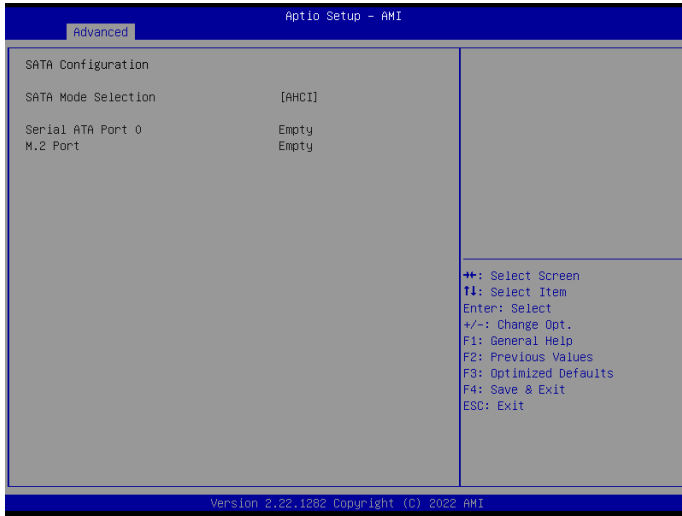 Aptio Setup – AMI
Advanced
SATA Configuration
SATA Mode Selection [AHCI]
Serial ATA Port 0 Empty
M.2 Port Empty
→←: Select Screen
↑↓: Select Item
Enter: Select
+/-: Change Opt.
F1: General Help
F2: Previous Values
F3: Optimized Defaults
F4: Save & Exit
ESC: Exit
Version 2.22.1282 Copyright (C) 2022 AMI